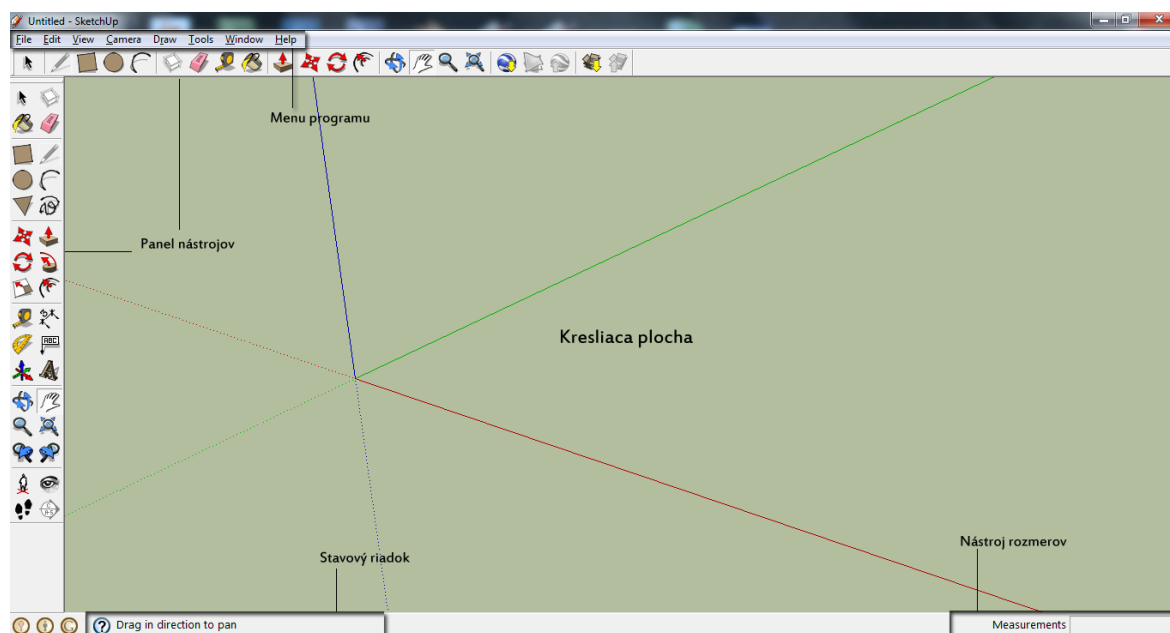 Untitled - SketchUp
File Edit View Camera Draw Tools Window Help
Menu programu
Panel nástrojov
Kresliaca plocha
Nástroj rozmerov
Stavový riadok
Drag in direction to pan
Measurements